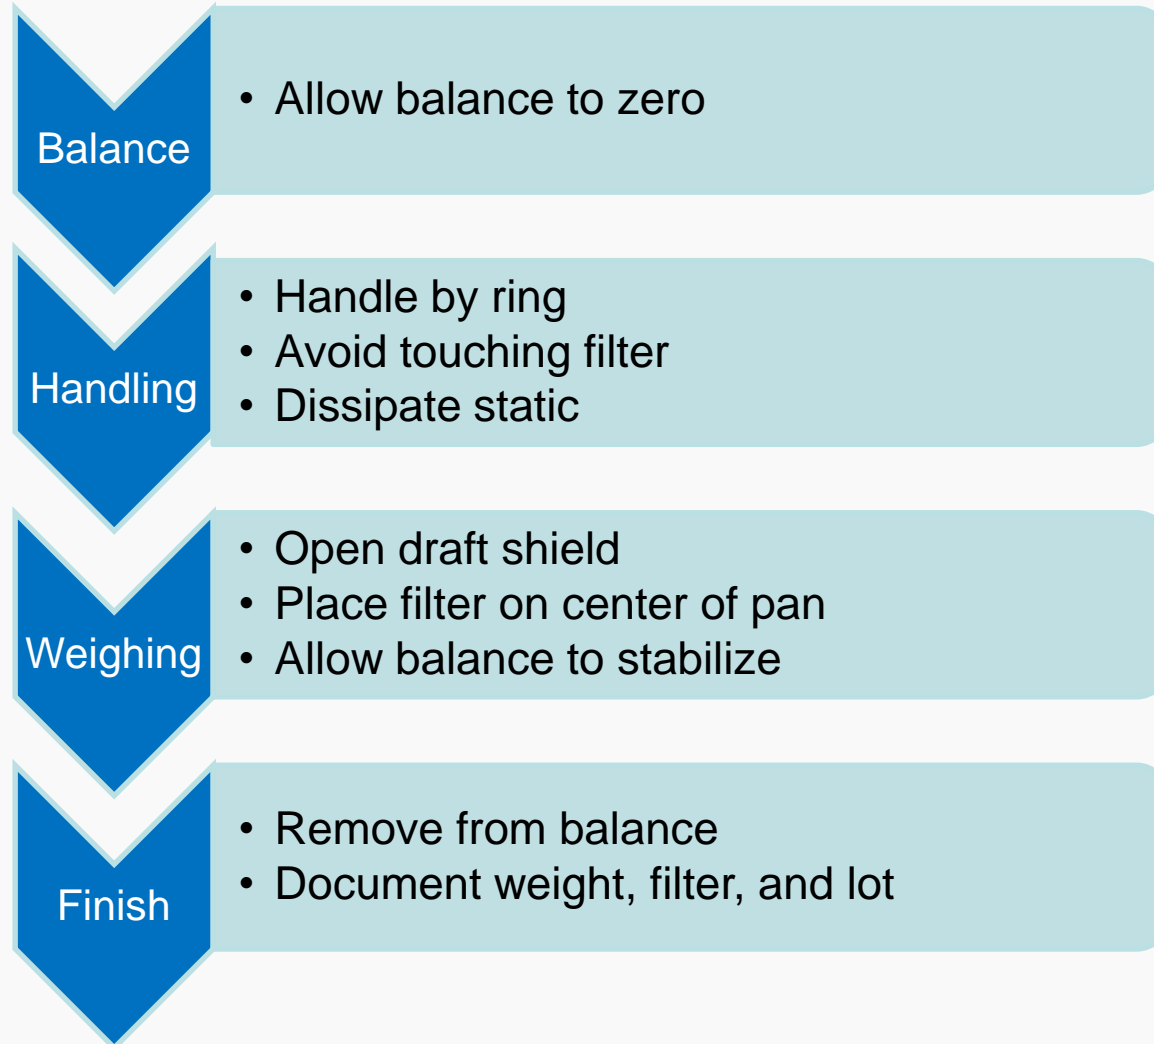 Balance
• Allow balance to zero
Handling
• Handle by ring
• Avoid touching filter
• Dissipate static
Weighing
• Open draft shield
• Place filter on center of pan
• Allow balance to stabilize
Finish
• Remove from balance
• Document weight, filter, and lot